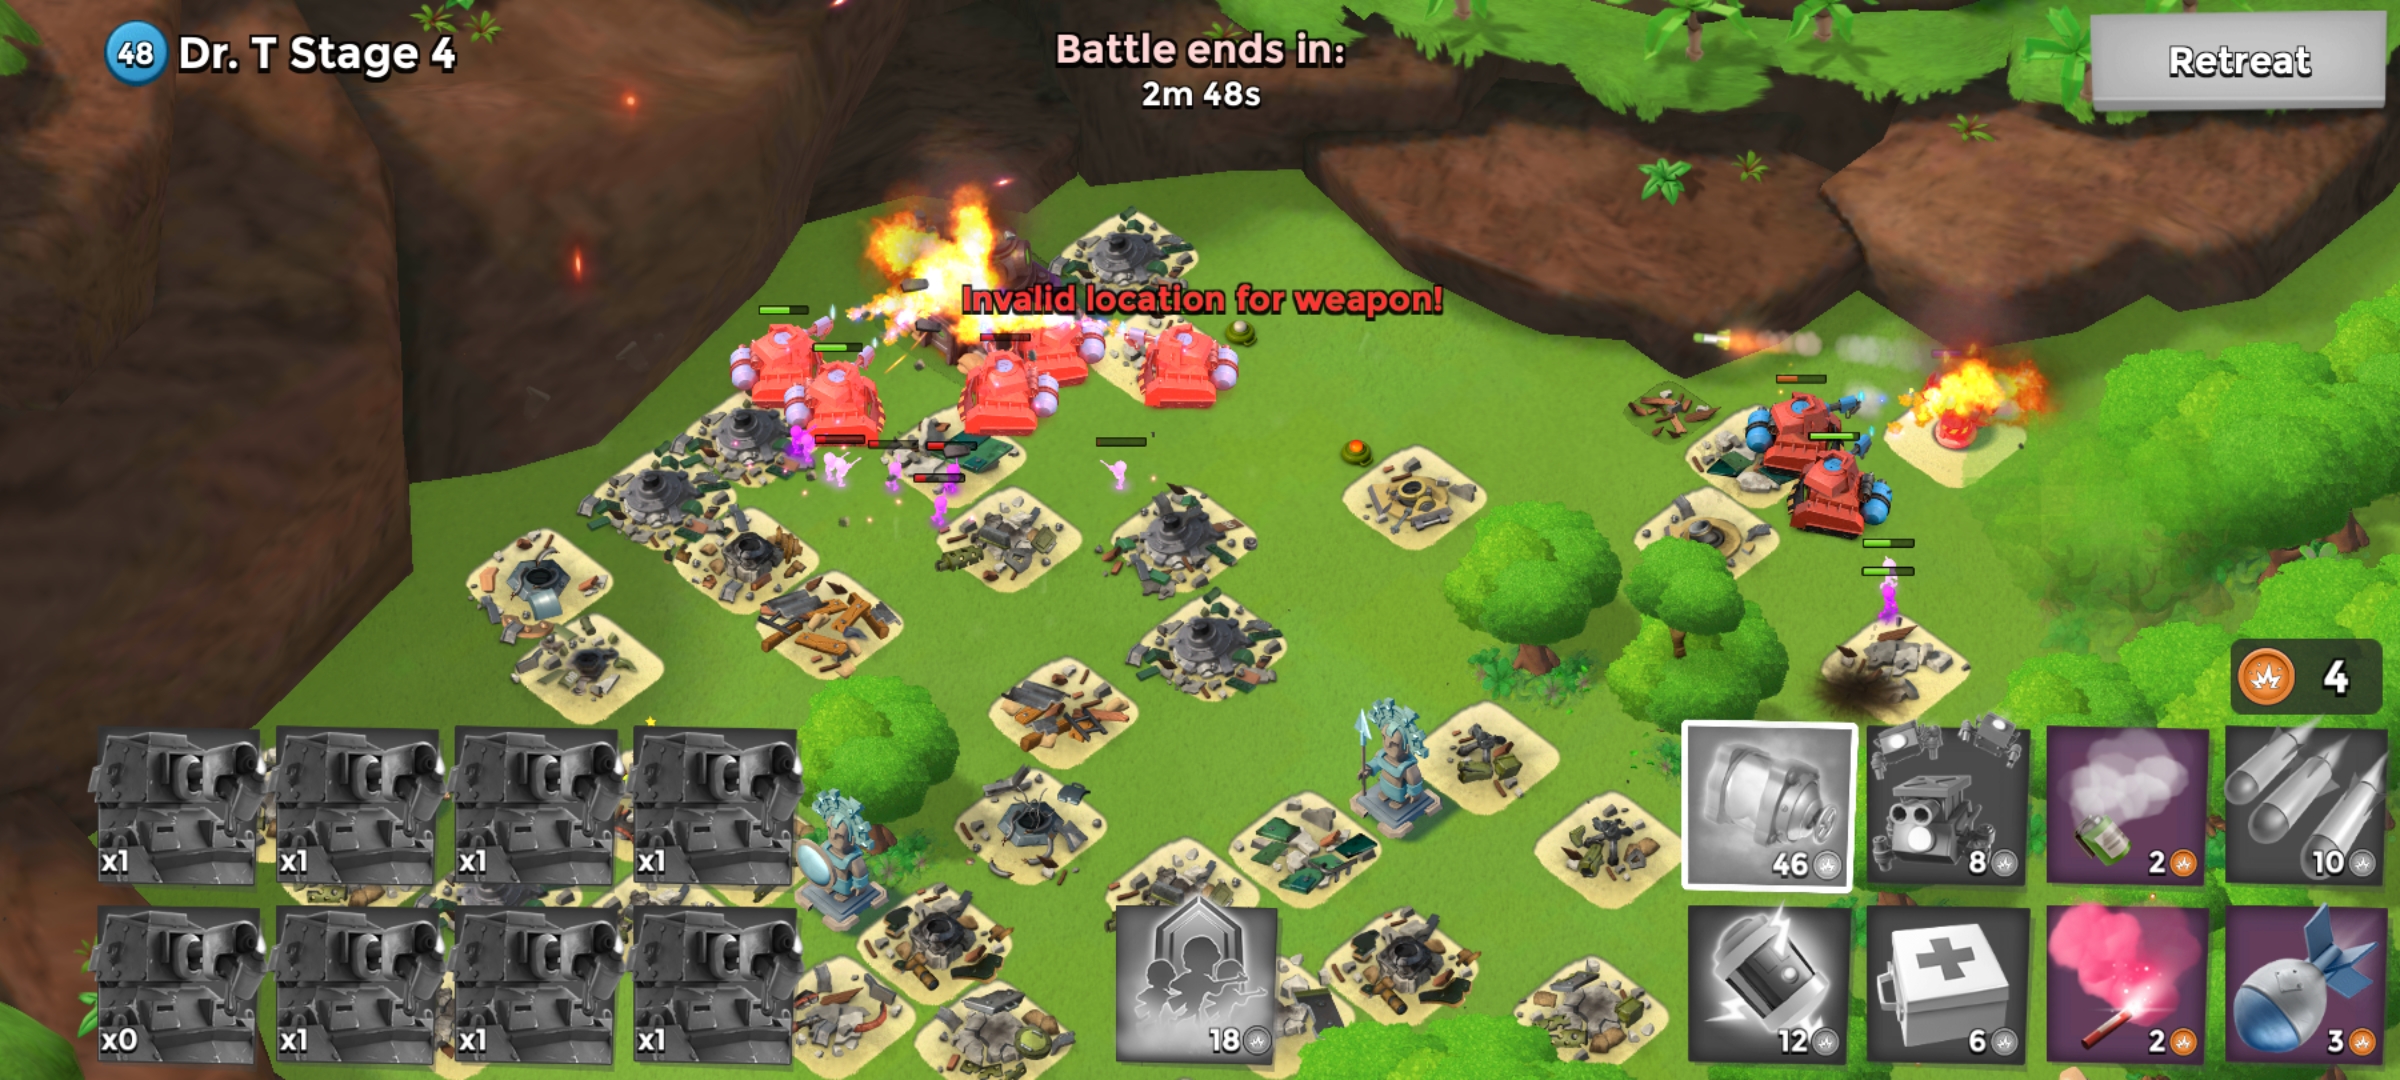 48 Dr. T Stage 4
Battle ends in:
2m 48s
Retreat
Invalid location for weapon!
4
x1
x1
x1
x1
46
8
2
10
x0
x1
x1
x1
18
12
6
2
3